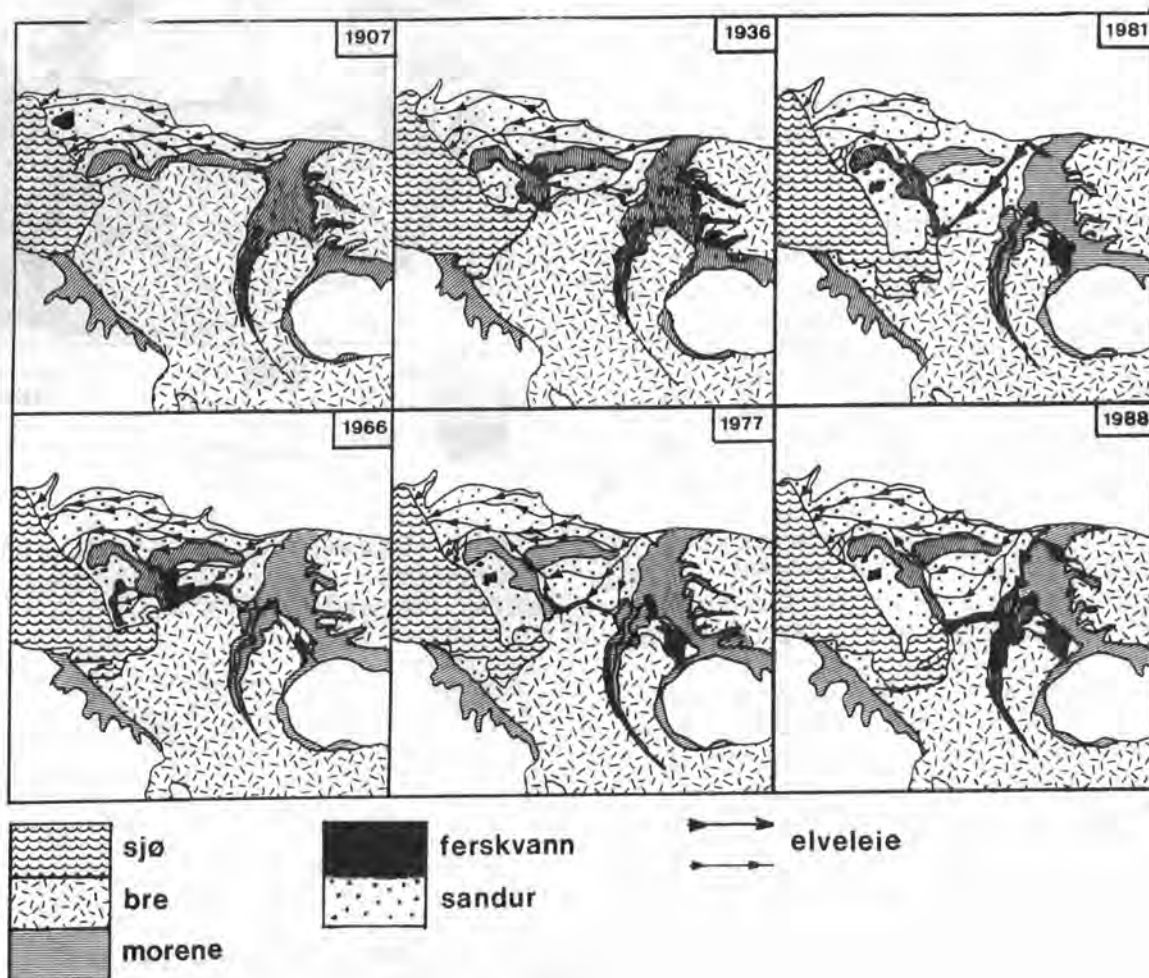 1907
1936
1981
1966
1977
1988
sjø
bre
morene
ferskvann
sandur
elveleie